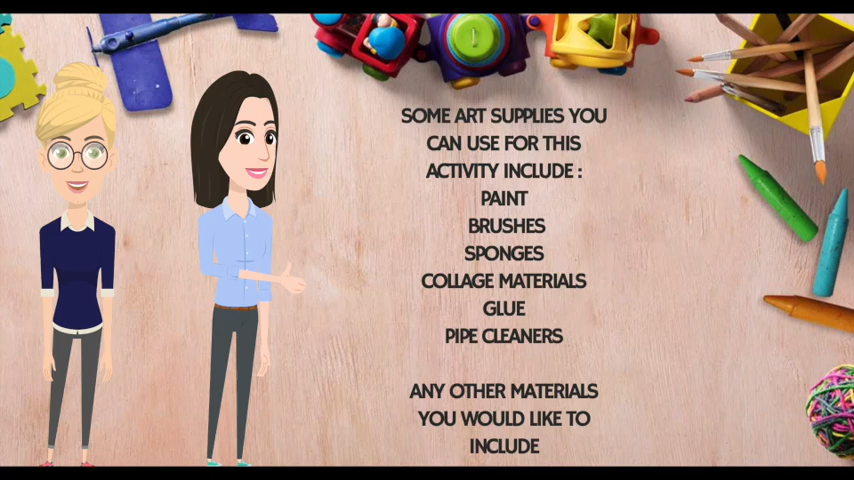 SOME ART SUPPLIES YOU
CAN USE FOR THIS
ACTIVITY INCLUDE :
PAINT
BRUSHES
SPONGES
COLLAGE MATERIALS
GLUE
PIPE CLEANERS
ANY OTHER MATERIALS
YOU WOULD LIKE TO
INCLUDE